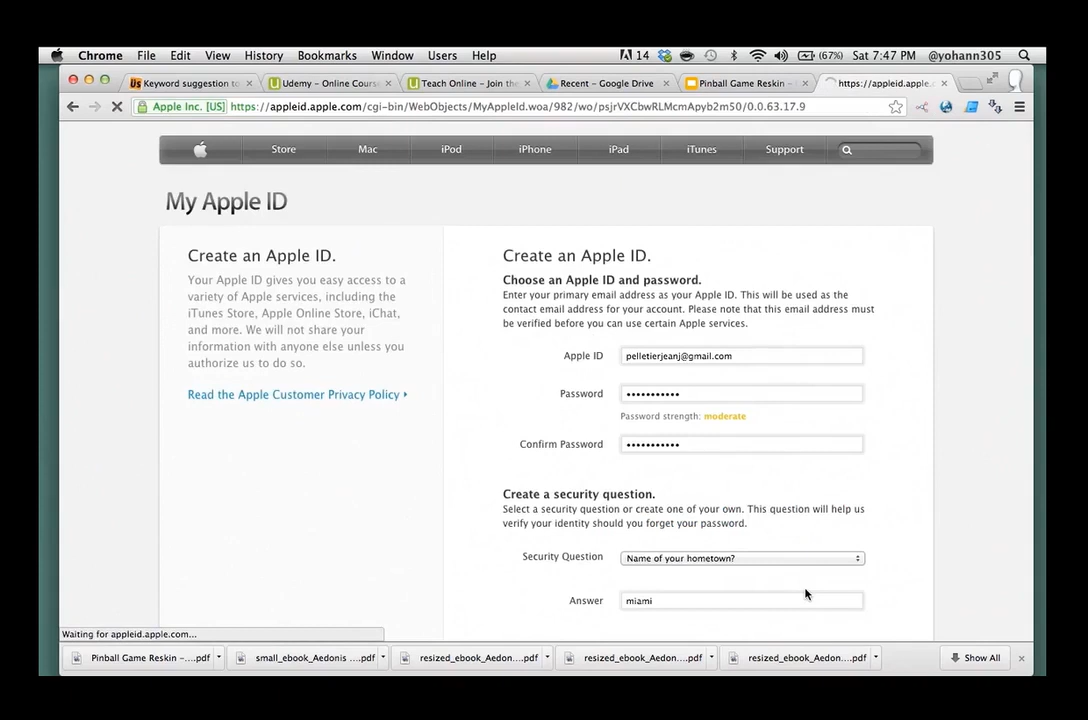 Chrome File Edit View History Bookmarks Window Users Help 14 (67%) Sat 7:47 PM @yohann305
Keyword suggestion to Udemy – Online Course Teach Online – Join the Recent – Google Drive Pinball Game Reskin – https://appleid.apple.
Apple Inc. [US] https://appleid.apple.com/cgi-bin/WebObjects/MyAppleId.woa/982/wo/psjrVXCbwRLMcmApyb2m50/0.0.63.17.9
Store Mac iPod iPhone iPad iTunes Support
My Apple ID
Create an Apple ID.
Your Apple ID gives you easy access to a
variety of Apple services, including the
iTunes Store, Apple Online Store, iChat,
and more. We will not share your
information with anyone else unless you
authorize us to do so.
Read the Apple Customer Privacy Policy
Create an Apple ID.
Choose an Apple ID and password.
Enter your primary email address as your Apple ID. This will be used as the
contact email address for your account. Please note that this email address must
be verified before you can use certain Apple services.
Apple ID pelletierjeanj@gmail.com
Password •••••••••••
Password strength: moderate
Confirm Password •••••••••••
Create a security question.
Select a security question or create one of your own. This question will help us
verify your identity should you forget your password.
Security Question Name of your hometown?
Answer miami
Waiting for appleid.apple.com...
Pinball Game Reskin –....pdf small_ebook_Aedonis ....pdf resized_ebook_Aedon....pdf resized_ebook_Aedon....pdf resized_ebook_Aedon....pdf Show All